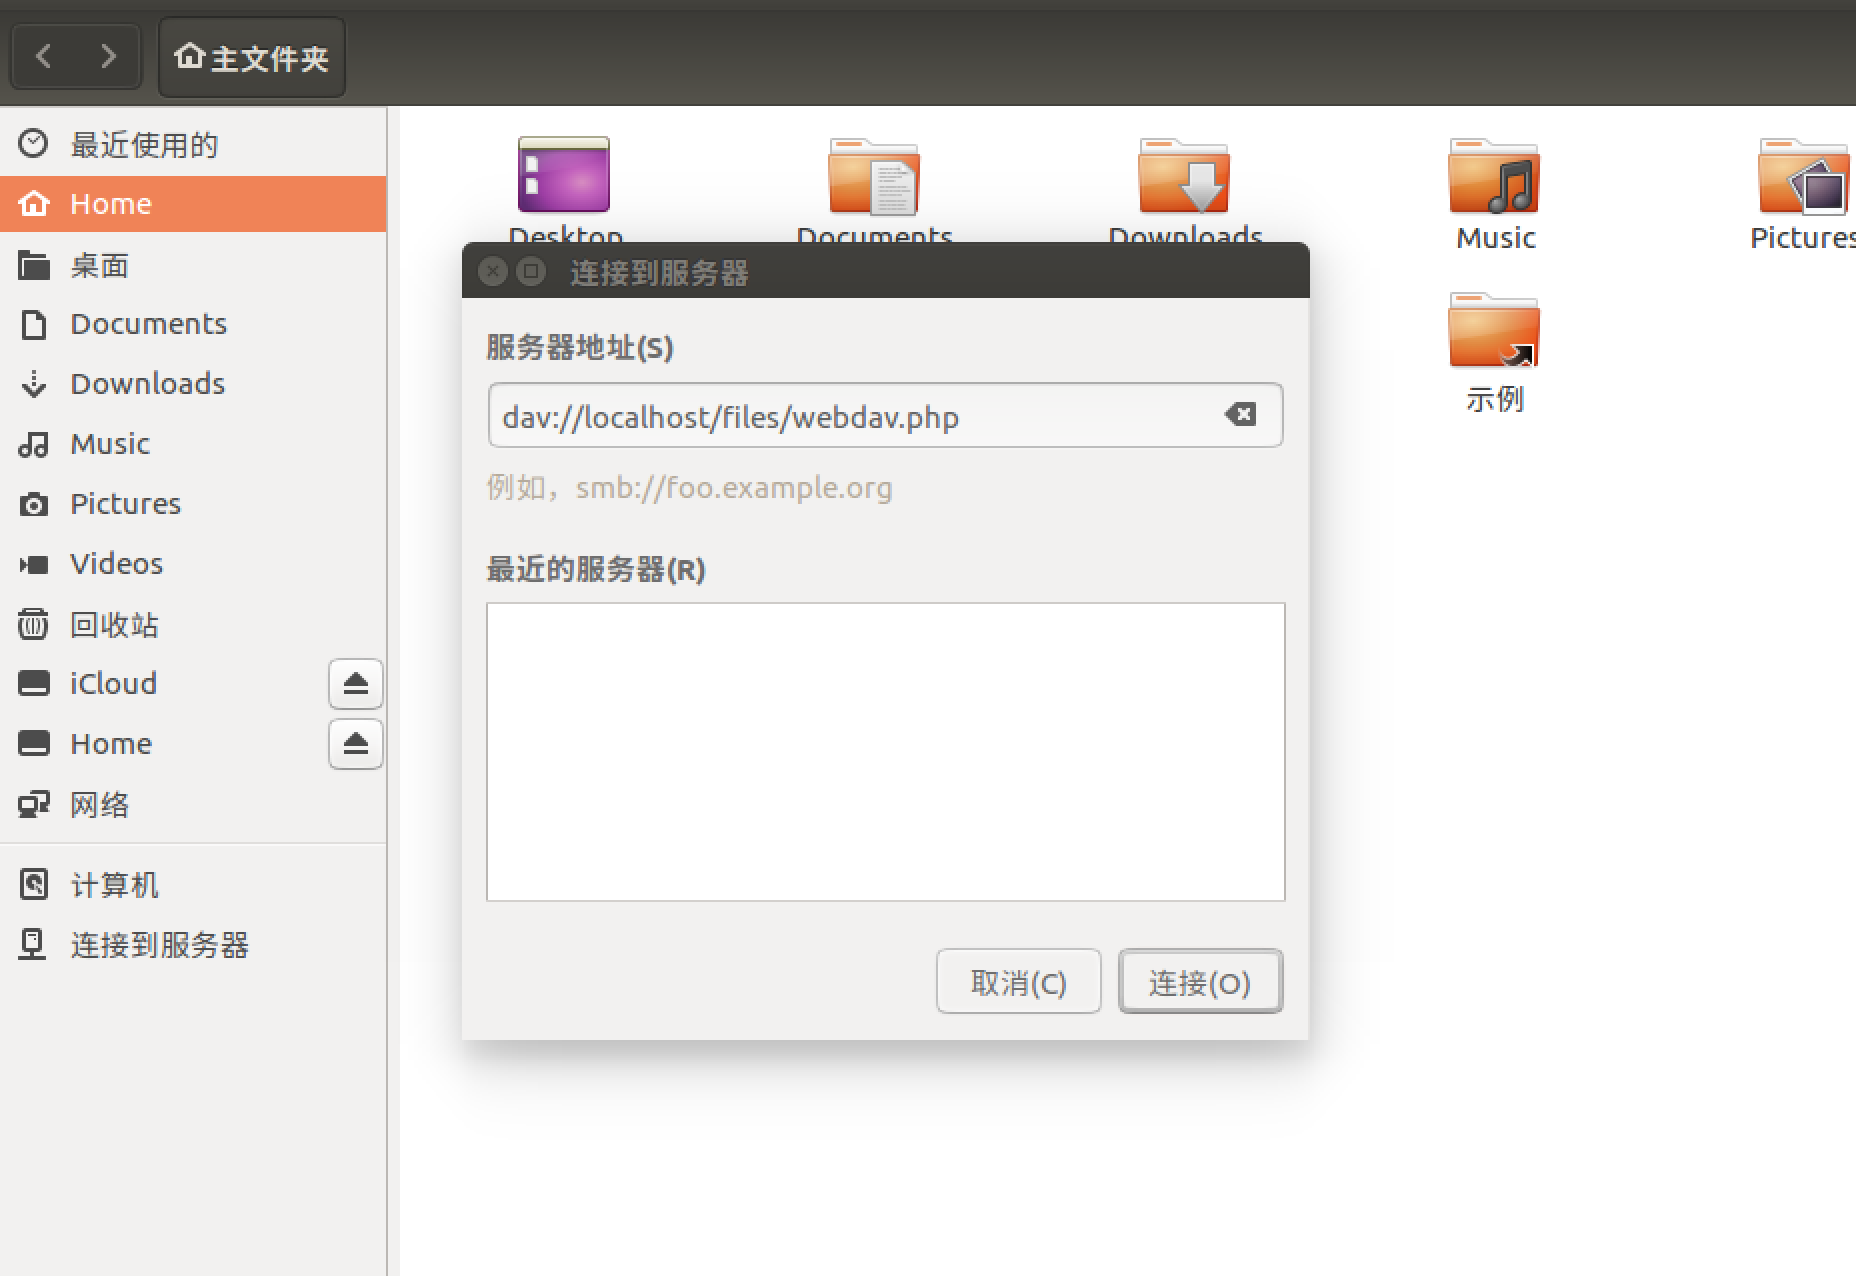 主文件夹
最近使用的
Home
桌面
Documents
Downloads
Music
Pictures
Videos
回收站
iCloud
Home
网络
计算机
连接到服务器
Desktop
Documents
Downloads
Music
Pictures
示例
连接到服务器
服务器地址(S)
dav://localhost/files/webdav.php
例如，smb://foo.example.org
最近的服务器(R)
取消(C)
连接(O)